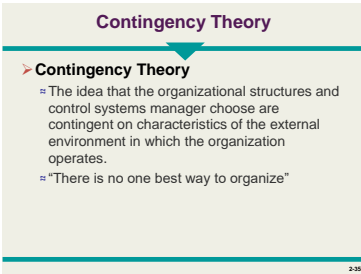 Contingency Theory
➢Contingency Theory
≈The idea that the organizational structures and
control systems manager choose are
contingent on characteristics of the external
environment in which the organization
operates.
≈“There is no one best way to organize”
2-35